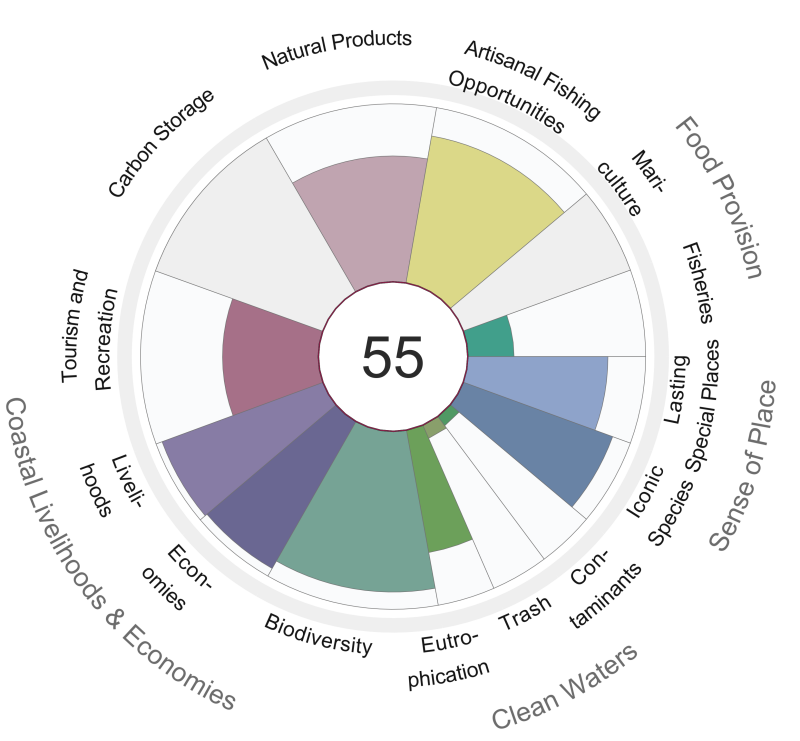 Natural Products
Artisanal Fishing
Opportunities
Mari-
culture
Food Provision
Fisheries
Lasting
Special Places
Sense of Place
Iconic
Species
Con-
taminants
Trash
Clean Waters
Eutro-
phication
Biodiversity
Econ-
omies
Liveli-
hoods
Coastal Livelihoods & Economies
Tourism and
Recreation
Carbon Storage
55